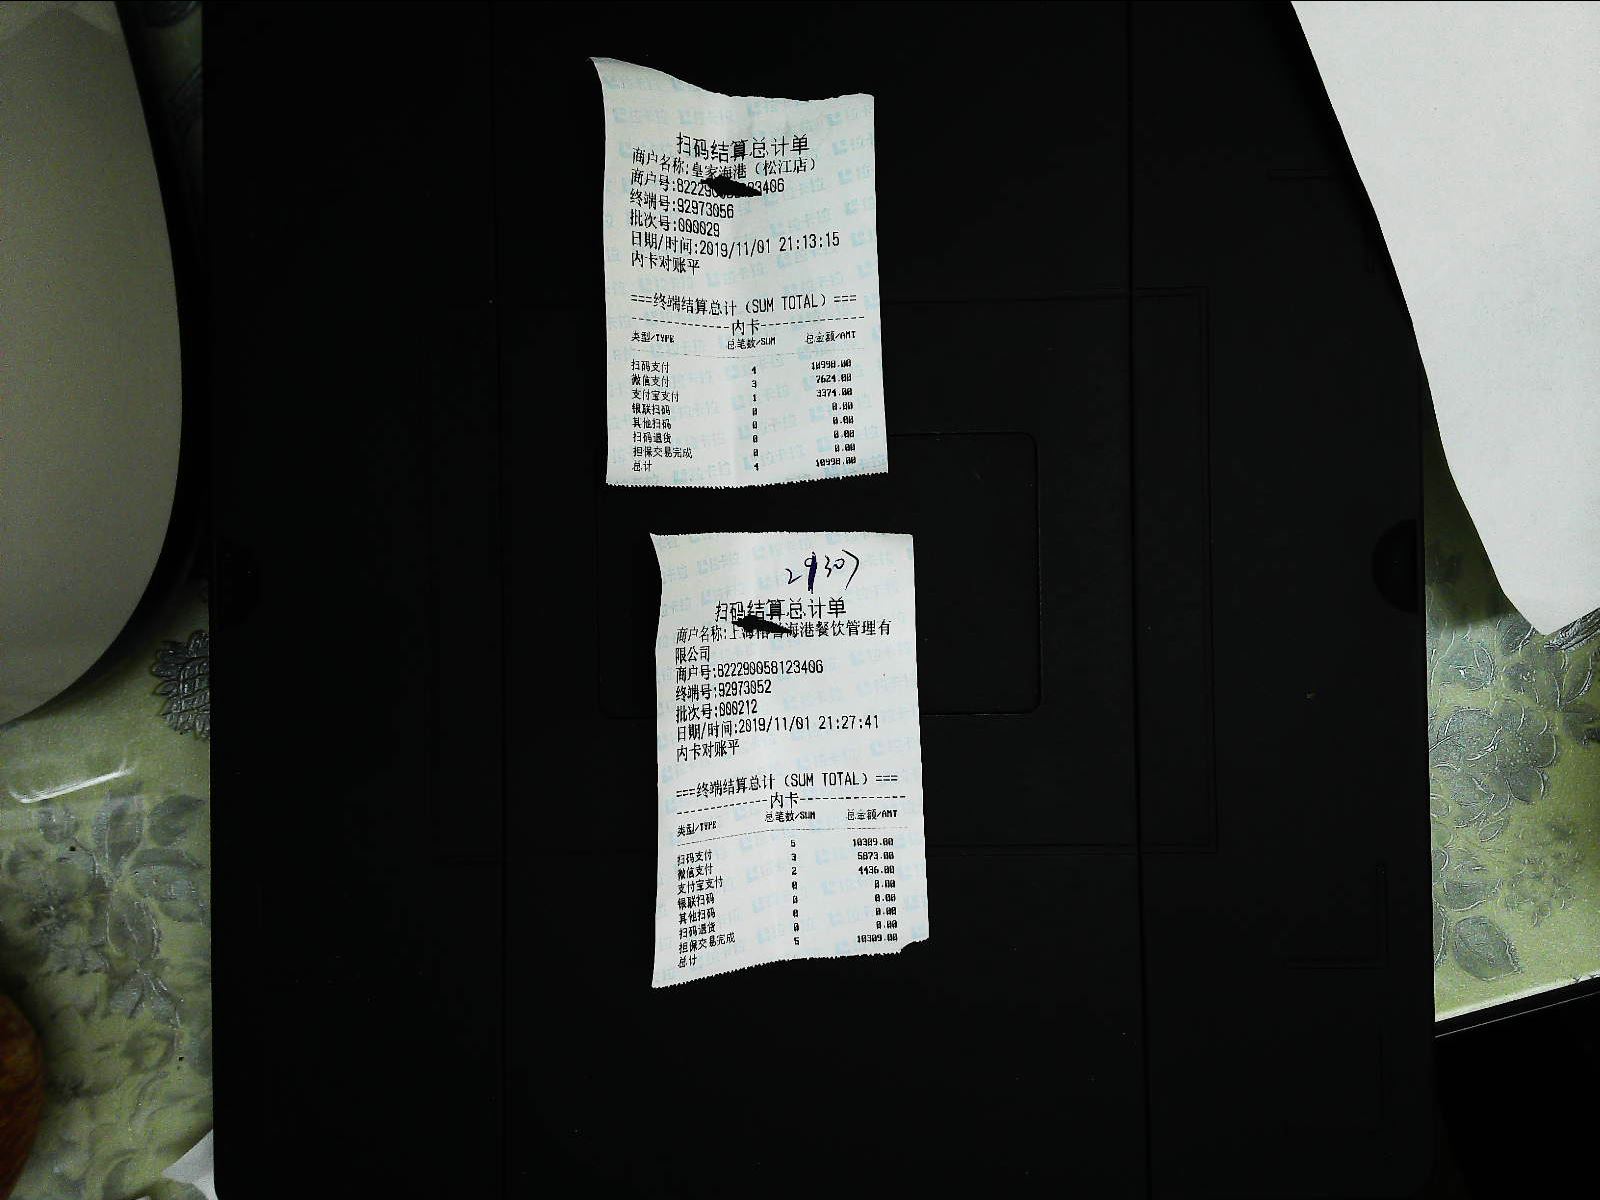 扫码结算总计单
商户名称:皇家海港（松江店）
商户号:82229 3406
终端号:92973056
批次号:000029
日期/时间:2019/11/01 21:13:15
内卡对账平
===终端结算总计（SUM TOTAL）===
内卡
类型/TYPE 总笔数/SUM 总金额/AMT
扫码支付 4 10998.00
微信支付 3 7624.00
支付宝支付 1 3374.00
银联扫码 0 0.00
其他扫码 0 0.00
扫码退货 0 0.00
担保交易完成 0 0.00
总计 4 10998.00
29307
扫码结算总计单
商户名称:上海 海港餐饮管理有
限公司
商户号:822290058123406
终端号:92973052
批次号:000212
日期/时间:2019/11/01 21:27:41
内卡对账平
===终端结算总计（SUM TOTAL）===
内卡
类型/TYPE 总笔数/SUM 总金额/AMT
扫码支付 5 10309.00
微信支付 3 5873.00
支付宝支付 2 4436.00
银联扫码 0 0.00
其他扫码 0 0.00
扫码退货 0 0.00
担保交易完成 0 0.00
总计 5 10309.00